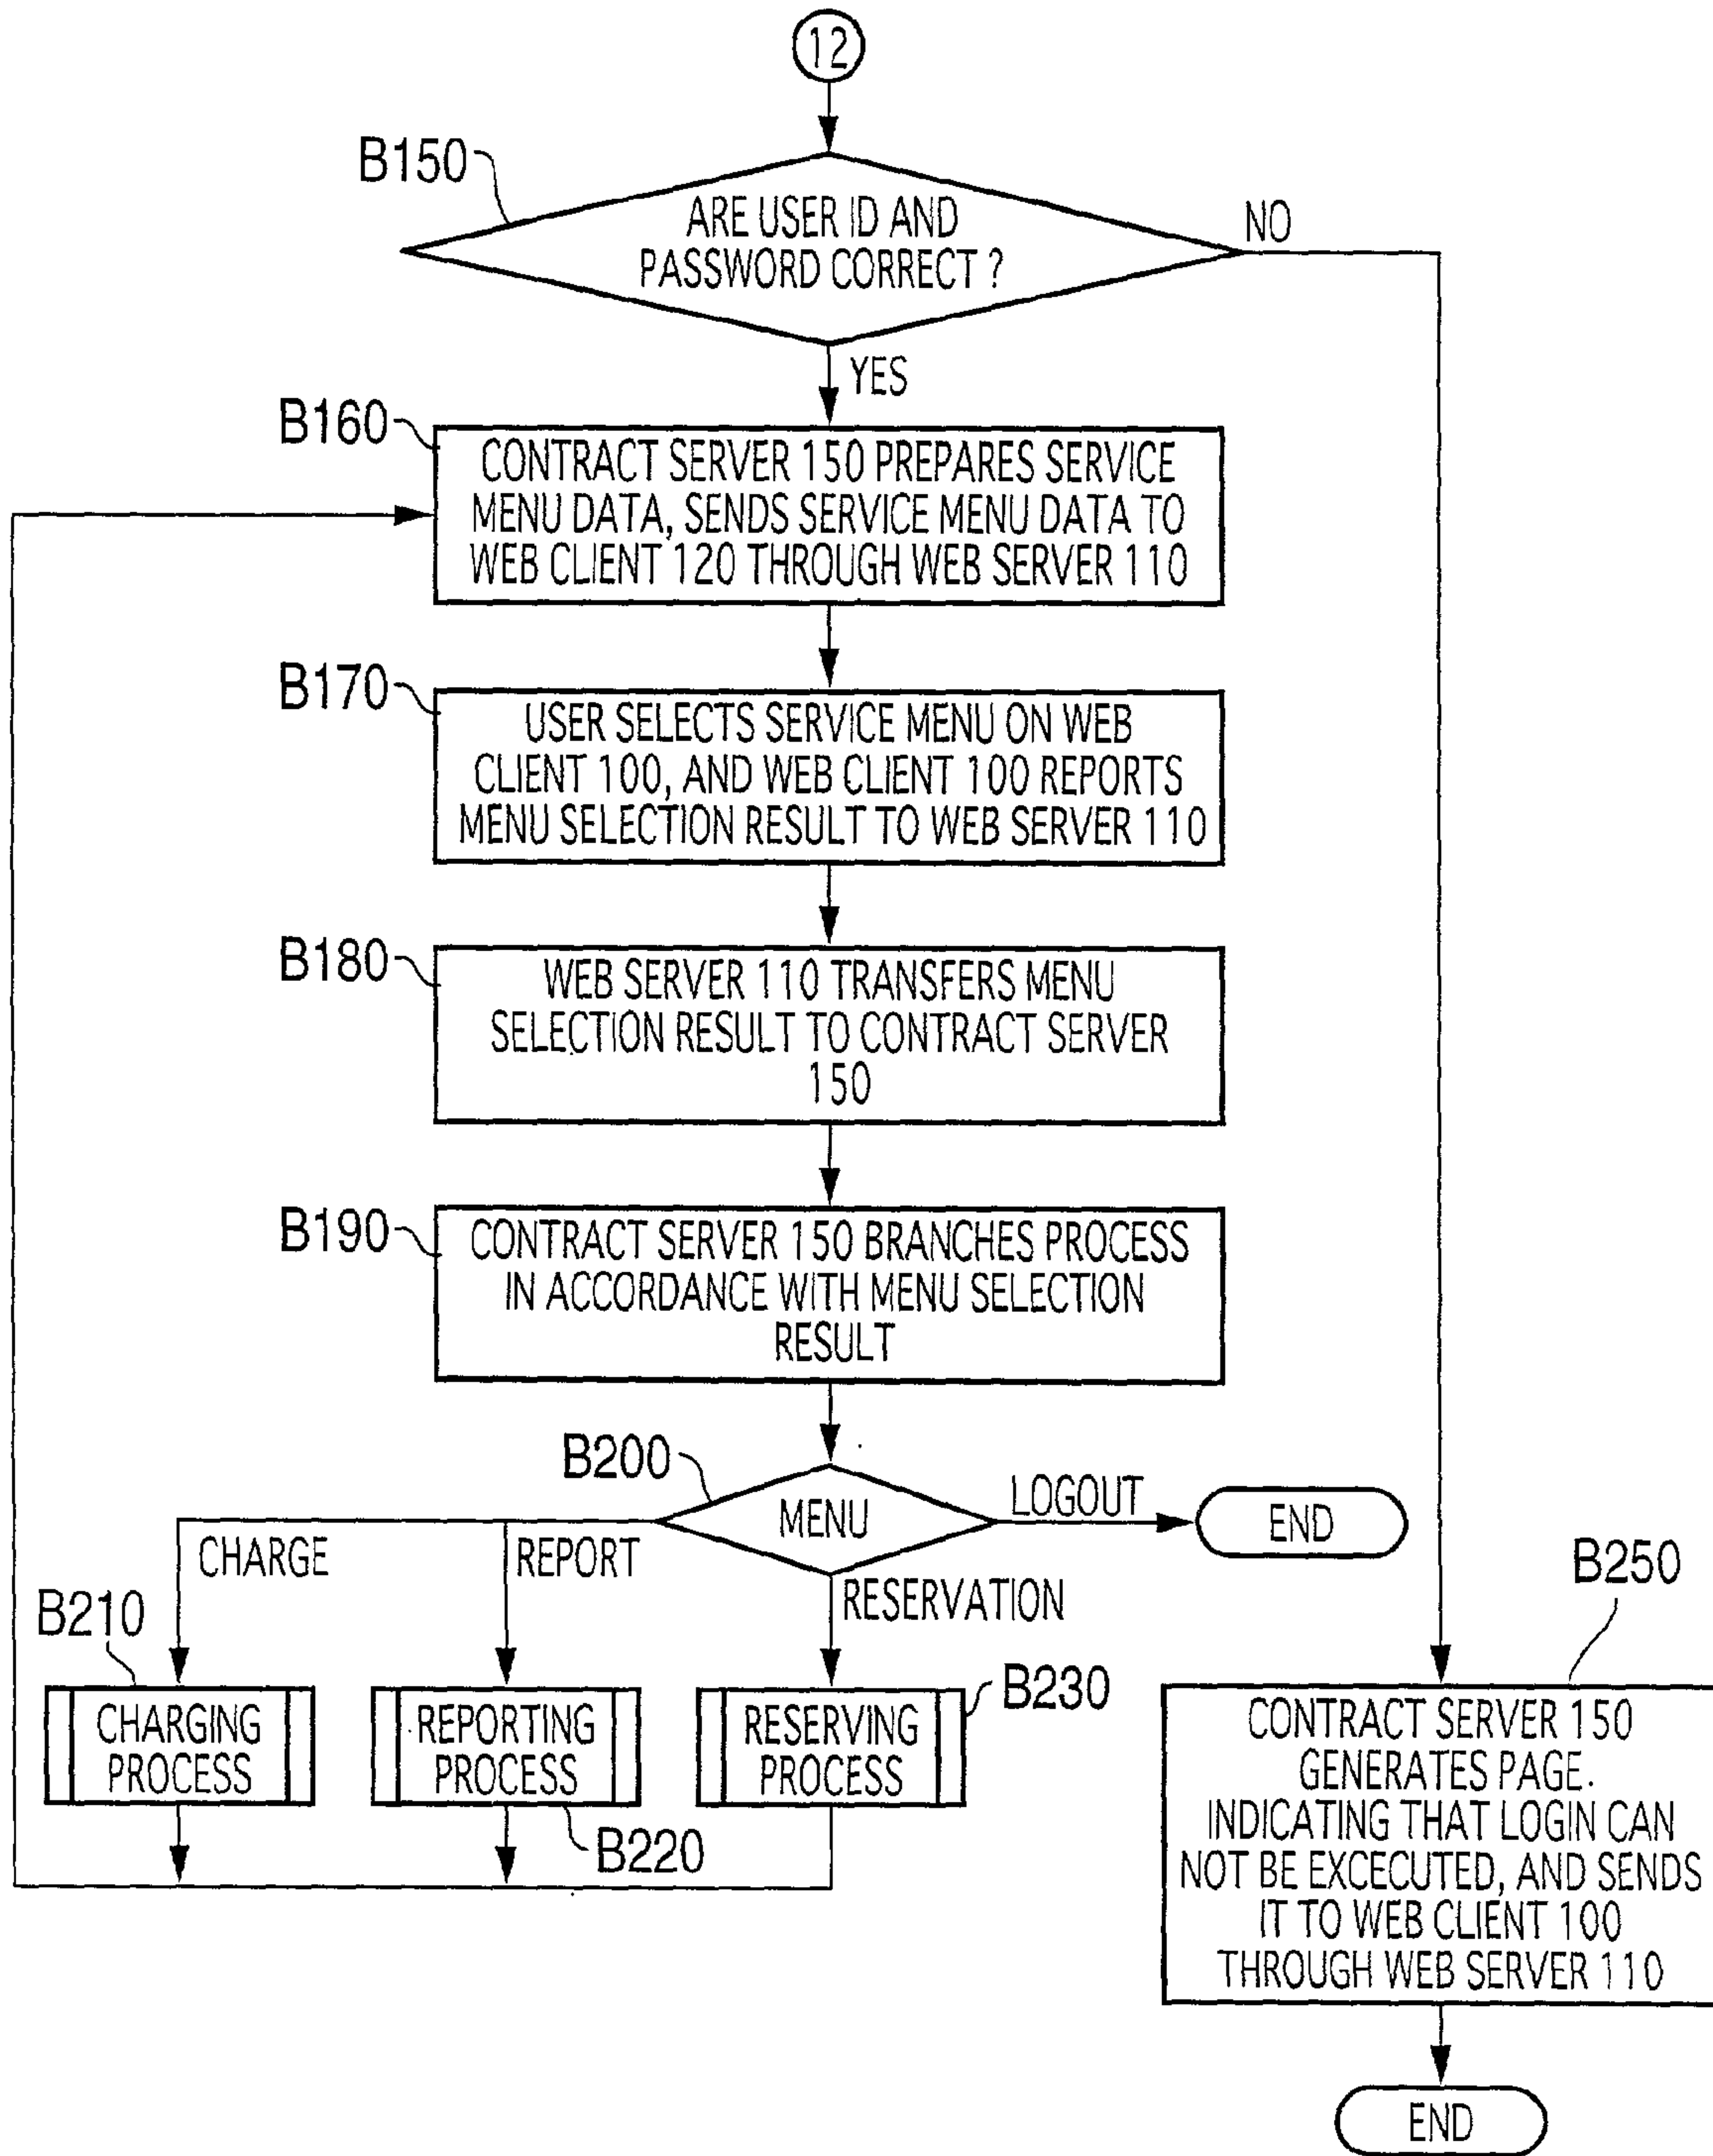 12
B150
ARE USER ID AND
PASSWORD CORRECT ?
NO
YES
B160
CONTRACT SERVER 150 PREPARES SERVICE
MENU DATA, SENDS SERVICE MENU DATA TO
WEB CLIENT 120 THROUGH WEB SERVER 110
B170
USER SELECTS SERVICE MENU ON WEB
CLIENT 100, AND WEB CLIENT 100 REPORTS
MENU SELECTION RESULT TO WEB SERVER 110
B180
WEB SERVER 110 TRANSFERS MENU
SELECTION RESULT TO CONTRACT SERVER
150
B190
CONTRACT SERVER 150 BRANCHES PROCESS
IN ACCORDANCE WITH MENU SELECTION
RESULT
B200
MENU
LOGOUT
END
CHARGE
REPORT
RESERVATION
B210
CHARGING
PROCESS
REPORTING
PROCESS
B220
RESERVING
PROCESS
B230
B250
CONTRACT SERVER 150
GENERATES PAGE.
INDICATING THAT LOGIN CAN
NOT BE EXCECUTED, AND SENDS
IT TO WEB CLIENT 100
THROUGH WEB SERVER 110
END